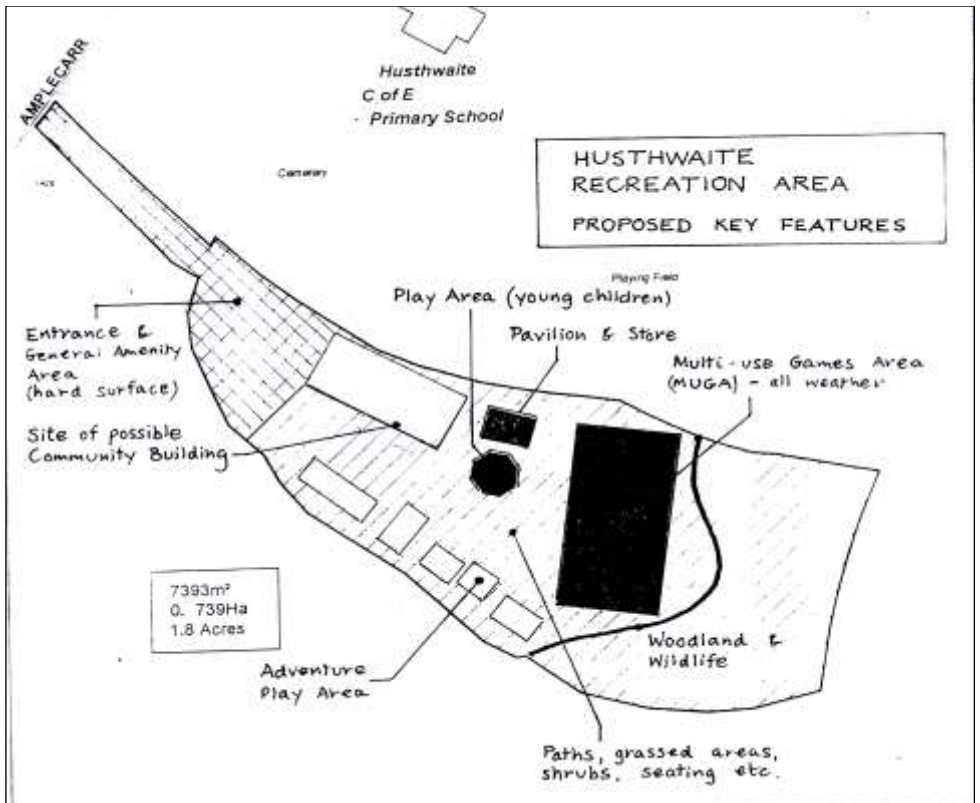 AMPLECARR
Husthwaite
C of E
Primary School
Cemetery
HUSTHWAITE
RECREATION AREA
PROPOSED KEY FEATURES
Playing Field
Play Area (young children)
Pavilion & Store
Multi-use Games Area
(MUGA) - all weather
Entrance &
General Amenity
Area
(hard surface)
Site of possible
Community Building
7393m²
0. 739Ha
1.8 Acres
Adventure
Play Area
Woodland &
Wildlife
Paths, grassed areas,
shrubs, seating etc.